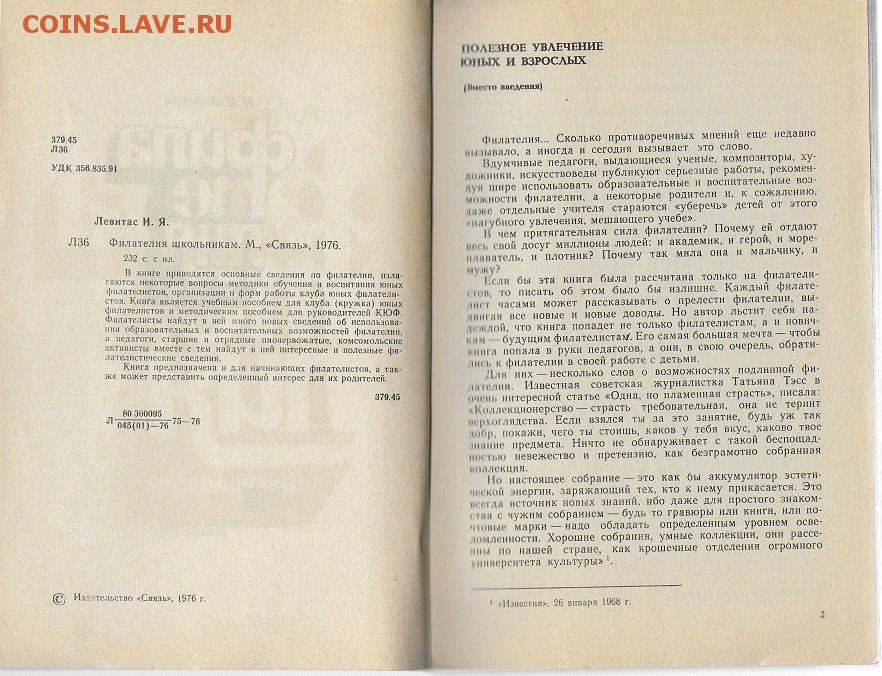 COINS.LAVE.RU
379.45
Л36
УДК 356.835.91
Левитас И. Я.
Л36 Филателия школьникам. М., «Связь», 1976.
232 с. с ил.
В книге приводятся основные сведения по филателии, изла-
гаются некоторые вопросы методики обучения и воспитания юных
филателистов, организации и форм работы клуба юных филатели-
стов. Книга является учебным пособием для клуба (кружка) юных
филателистов и методическим пособием для руководителей КЮФ.
Филателисты найдут в ней много новых сведений об использова-
нии образовательных и воспитательных возможностей филателии,
а педагоги, старшие и отрядные пионервожатые, комсомольские
активисты вместе с тем найдут в ней интересные и полезные фи-
лателистические сведения.
Книга предназначена и для начинающих филателистов, а так-
же может представить определенный интерес для их родителей.
379.45
80 300095
Л 75—76
045(01)—76
© Издательство «Связь», 1976 г.
ПОЛЕЗНОЕ УВЛЕЧЕНИЕ
ЮНЫХ И ВЗРОСЛЫХ
(Вместо введения)
Филателия... Сколько противоречивых мнений еще недавно
вызывало, а иногда и сегодня вызывает это слово.
Вдумчивые педагоги, выдающиеся ученые, композиторы, ху-
дожники, искусствоведы публикуют серьезные работы, рекомен-
дуя шире использовать образовательные и воспитательные воз-
можности филателии, а некоторые родители и, к сожалению,
даже отдельные учителя стараются «уберечь» детей от этого
«пагубного увлечения, мешающего учебе».
В чем притягательная сила филателии? Почему ей отдают
весь свой досуг миллионы людей: и академик, и герой, и море-
плаватель, и плотник? Почему так мила она и мальчику, и
мужу?
Если бы эта книга была рассчитана только на филатели-
стов, то писать об этом было бы излишне. Каждый филате-
лист часами может рассказывать о прелести филателии, вы-
двигая все новые и новые доводы. Но автор льстит себя на-
деждой, что книга попадет не только филателистам, а и нович-
кам — будущим филателистам. Его самая большая мечта — чтобы
книга попала в руки педагогов, а они, в свою очередь, обрати-
лись к филателии в своей работе с детьми.
Для них — несколько слов о возможностях подлинной фи-
лателии. Известная советская журналистка Татьяна Тэсс в
очень интересной статье «Одна, но пламенная страсть», писала:
«Коллекционерство — страсть требовательная, она не терпит
верхоглядства. Если взялся ты за это занятие, будь уж так
добр, покажи, чего ты стоишь, каков у тебя вкус, каково твое
знание предмета. Ничто не обнаруживает с такой беспощад-
ностью невежество и претензию, как безграмотно собранная
коллекция.
Но настоящее собрание — это как бы аккумулятор эстети-
ческой энергии, заряжающий тех, кто к нему прикасается. Это
всегда источник новых знаний, ибо даже для простого знаком-
ства с чужим собранием — будь то гравюры или книги, или по-
чтовые марки — надо обладать определенным уровнем осве-
домленности. Хорошие собрания, умные коллекции, они рассе-
яны по нашей стране, как крошечные отделения огромного
университета культуры» ¹.
¹ «Известия», 26 января 1968 г.
3